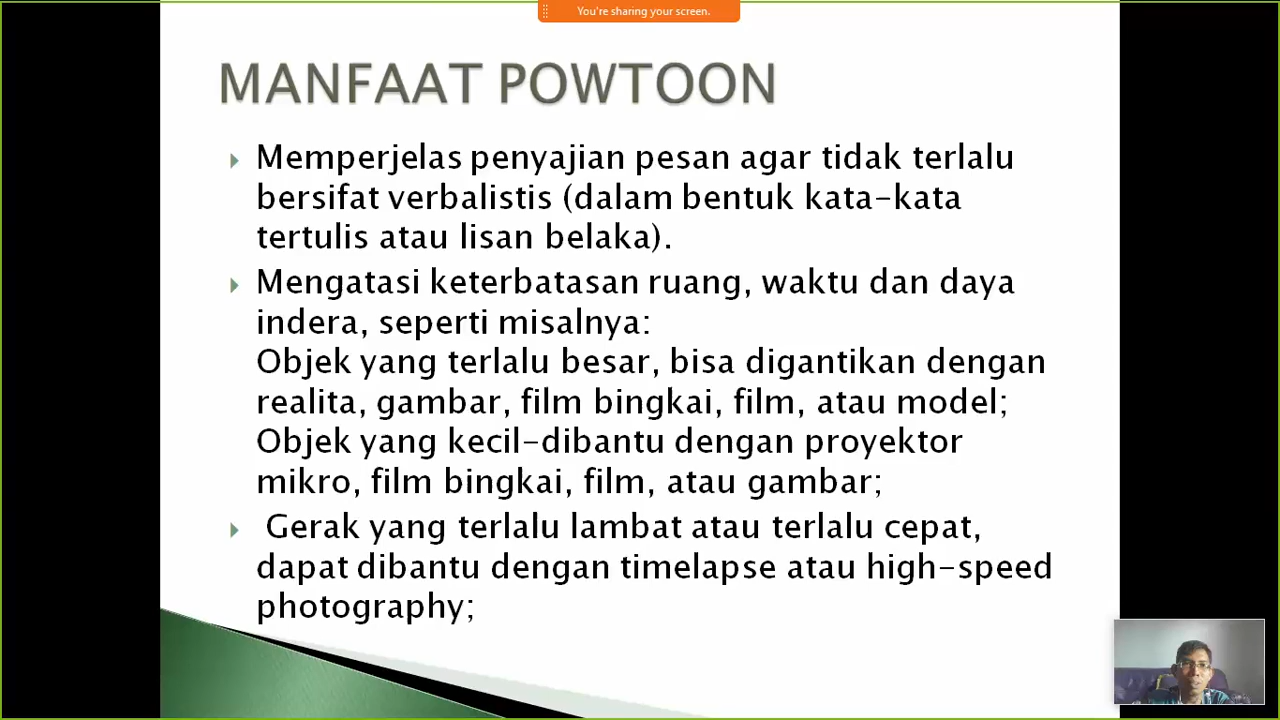 You're sharing your screen.
MANFAAT POWTOON
Memperjelas penyajian pesan agar tidak terlalu
bersifat verbalistis (dalam bentuk kata-kata
tertulis atau lisan belaka).
Mengatasi keterbatasan ruang, waktu dan daya
indera, seperti misalnya:
Objek yang terlalu besar, bisa digantikan dengan
realita, gambar, film bingkai, film, atau model;
Objek yang kecil-dibantu dengan proyektor
mikro, film bingkai, film, atau gambar;
Gerak yang terlalu lambat atau terlalu cepat,
dapat dibantu dengan timelapse atau high-speed
photography;